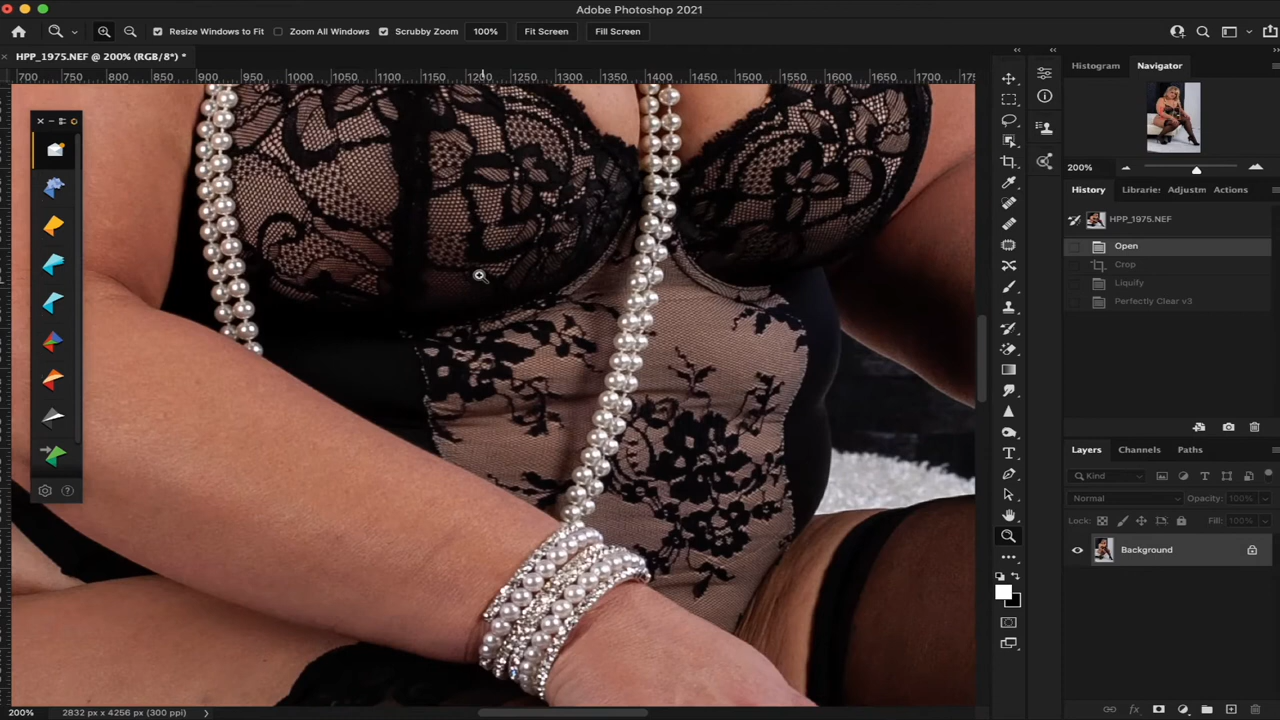 Adobe Photoshop 2021
Resize Windows to Fit Zoom All Windows Scrubby Zoom 100% Fit Screen Fill Screen
HPP_1975.NEF @ 200% (RGB/8*) *
700 750 800 850 900 950 1000 1050 1100 1150 1200 1250 1300 1350 1400 1450 1500 1550 1600 1650 1700 175
Histogram Navigator
200%
History Librarie: Adjustm Actions
HPP_1975.NEF
Open
Crop
Liquify
Perfectly Clear v3
Layers Channels Paths
Kind
Normal Opacity: 100%
Lock: Fill: 100%
Background
200% 2832 px x 4256 px (300 ppi)